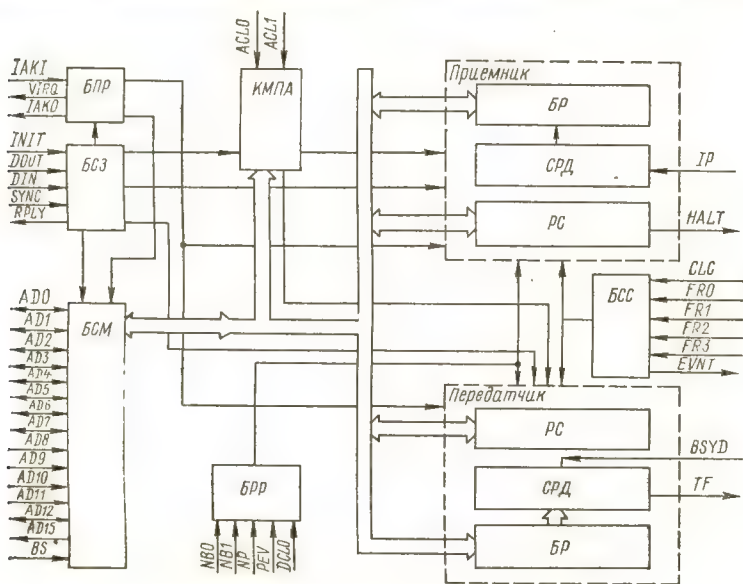 ACL0
ACL1
IAKI
VIRQ
IAKO
БПР
КМПА
Приемник
БР
INIT
DOUT
DIN
SYNC
RPLY
БСЗ
СРД
IP
РС
HALT
AD0
AD1
AD2
AD3
AD4
AD5
AD6
AD7
AD8
AD9
AD10
AD11
AD12
AD15
BS
БСМ
БСС
CLC
FR0
FR1
FR2
FR3
EVNT
Передатчик
РС
BSYD
СРД
TF
БР
БРР
NB0
NB1
NP
PEV
DCLO